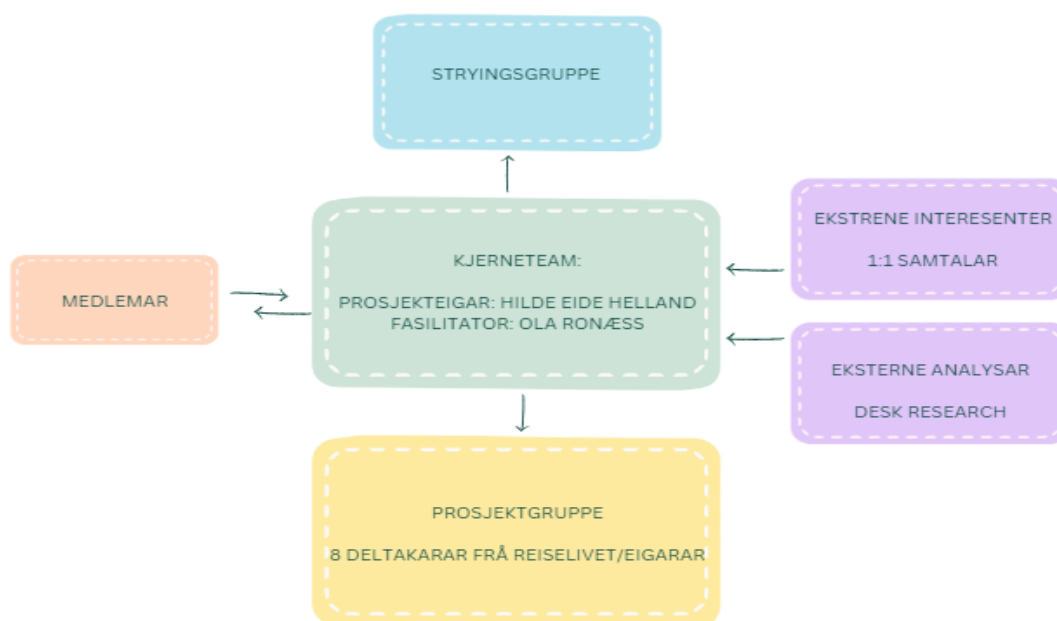 STRYINGSGRUPPE
EKSTRENE INTERESENTER
1:1 SAMTALAR
KJERNETEAM:
PROSJEKTEIGAR: HILDE EIDE HELLAND
FASILITATOR: OLA RONÆSS
MEDLEMAR
EKSTERNE ANALYSAR
DESK RESEARCH
PROSJEKTGRUPPE
8 DELTAKARAR FRÅ REISELIVET/EIGARAR